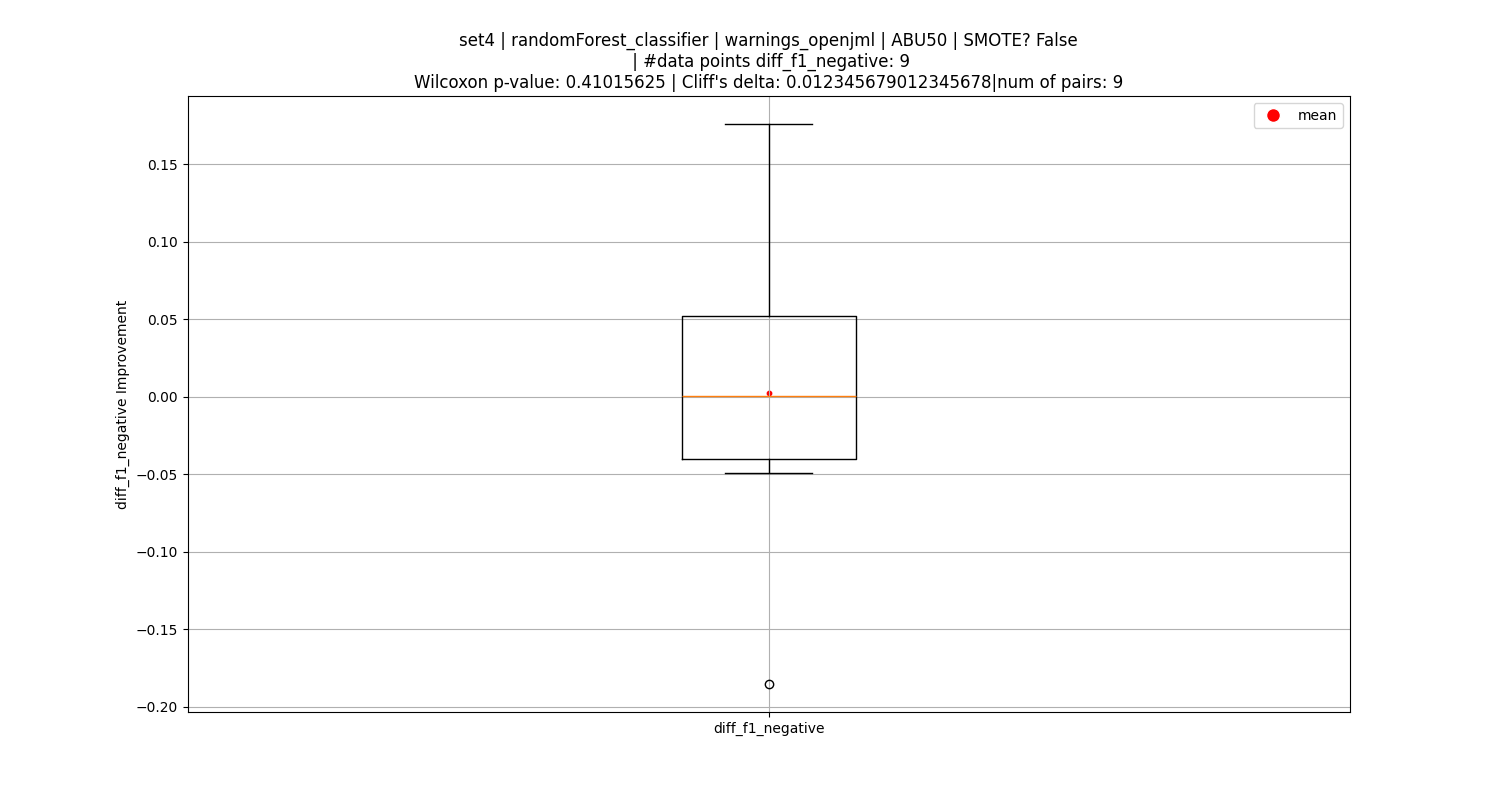 set4 | randomForest_classifier | warnings_openjml | ABU50 | SMOTE? False
| #data points diff_f1_negative: 9
Wilcoxon p-value: 0.41015625 | Cliff's delta: 0.012345679012345678|num of pairs: 9
mean
0.15
0.10
0.05
0.00
−0.05
−0.10
−0.15
−0.20
diff_f1_negative Improvement
diff_f1_negative